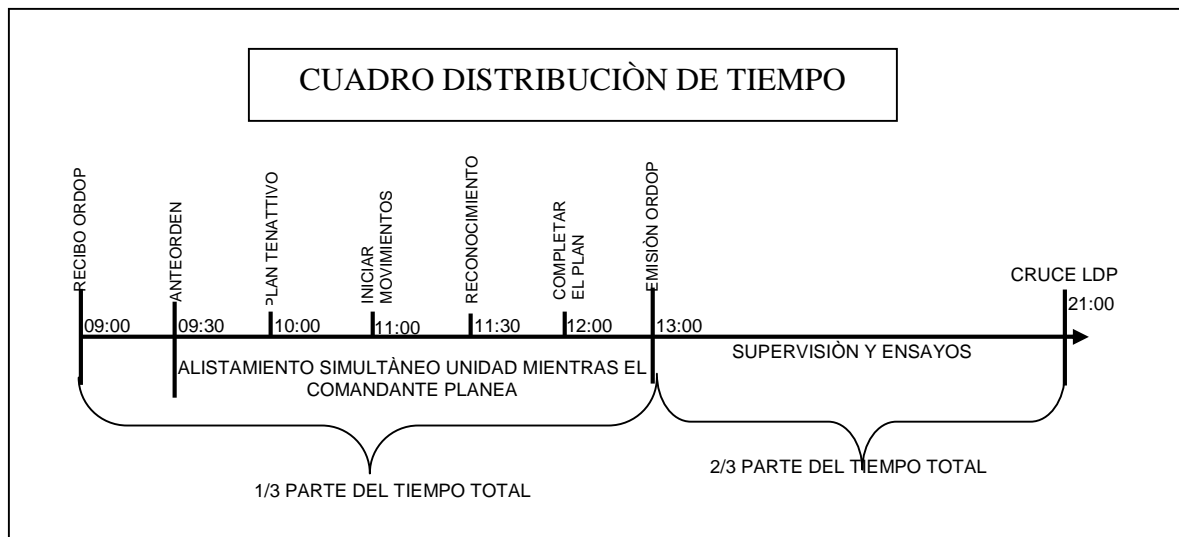 CUADRO DISTRIBUCIÒN DE TIEMPO
RECIBO ORDOP
ANTEORDEN
PLAN TENATTIVO
INICIAR
MOVIMIENTOS
RECONOCIMIENTO
COMPLETAR
EL PLAN
EMISIÒN ORDOP
CRUCE LDP
09:00
09:30
10:00
11:00
11:30
12:00
13:00
21:00
ALISTAMIENTO SIMULTÀNEO UNIDAD MIENTRAS EL
COMANDANTE PLANEA
SUPERVISIÒN Y ENSAYOS
1/3 PARTE DEL TIEMPO TOTAL
2/3 PARTE DEL TIEMPO TOTAL